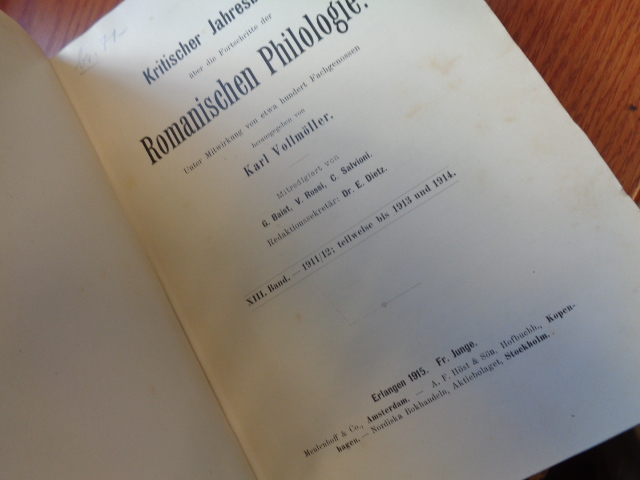 Kritischer Jahresb
über die Fortschritte der
Romanischen Philologie.
Unter Mitwirkung von etwa hundert Fachgenossen
herausgegeben von
Karl Vollmöller.
Mitredigiert von
G. Baist, V. Rossi, C. Salvioni.
Redaktionssekretär: Dr. E. Dietz.
XIII. Band. — 1911/12; teilweise bis 1913 und 1914.
Erlangen 1915. Fr. Junge.
Meulenhoff & Co., Amsterdam. — A. F. Höst & Sön, Hofbuchh., Kopen-
hagen. — Nordiska Bokhandeln, Aktiebolaget, Stockholm.